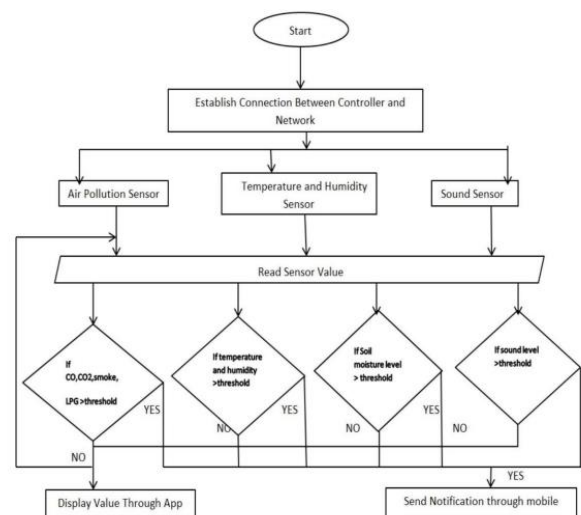 Start
Establish Connection Between Controller and
Network
Air Pollution Sensor
Temperature and Humidity
Sensor
Sound Sensor
Read Sensor Value
If
CO,CO2,smoke,
LPG >threshold
If temperature
and humidity
>threshold
If Soil
moisture level
> threshold
If sound level
>threshold
YES
NO
NO
NO
NO
YES
Display Value Through App
Send Notification through mobile